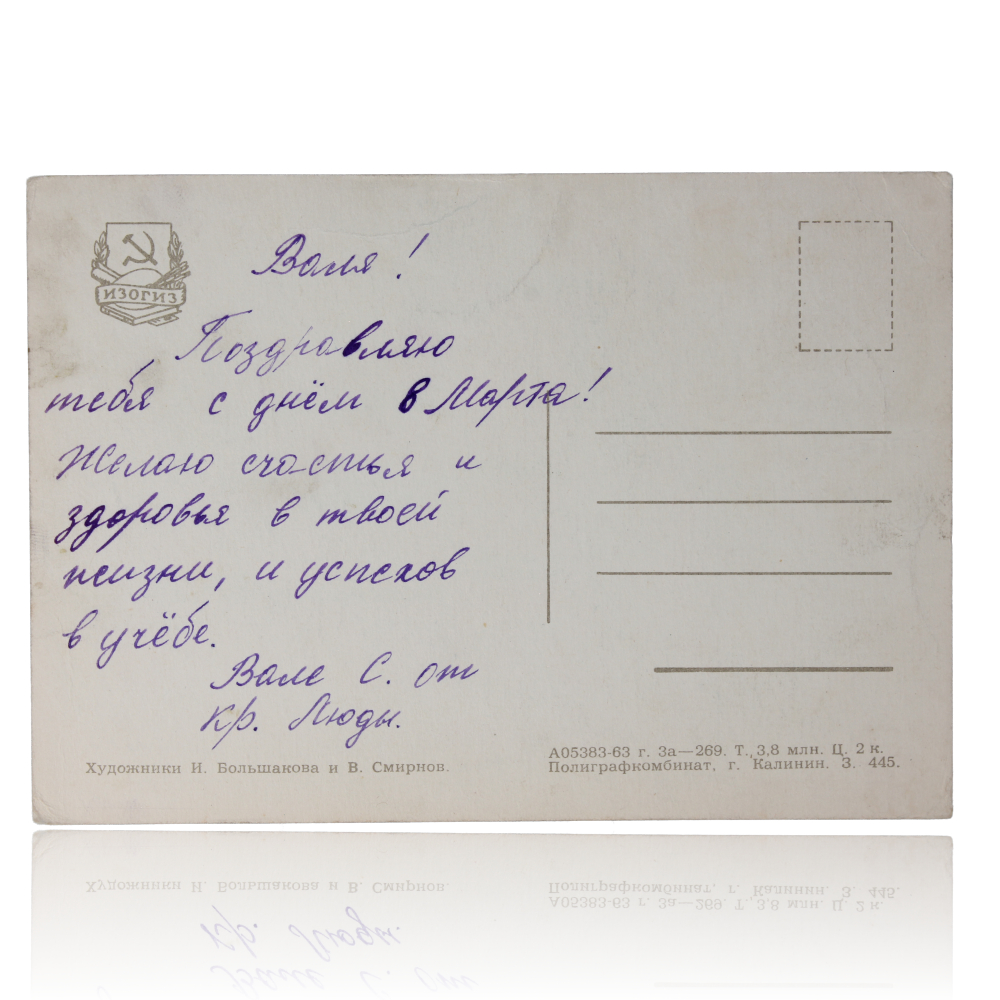 ИЗОГИЗ
Валя!
Поздравляю
тебя с днём 8 Марта!
Желаю счастья и
здоровья в твоей
жизни, и успехов
в учёбе.
Вале С. от
кр. Люды.
Художники И. Большакова и В. Смирнов.
А05383-63 г. За—269. Т. 3,8 млн. Ц. 2 к.
Полиграфкомбинат, г. Калинин. З. 445.